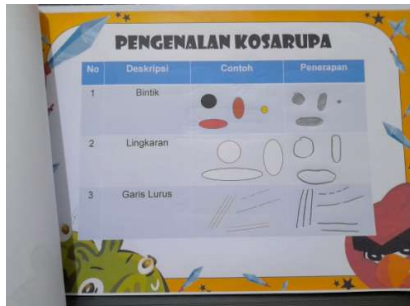 PENGENALAN KOSARUPA
No Deskripsi Contoh Penerapan
1 Bintik
2 Lingkaran
3 Garis Lurus